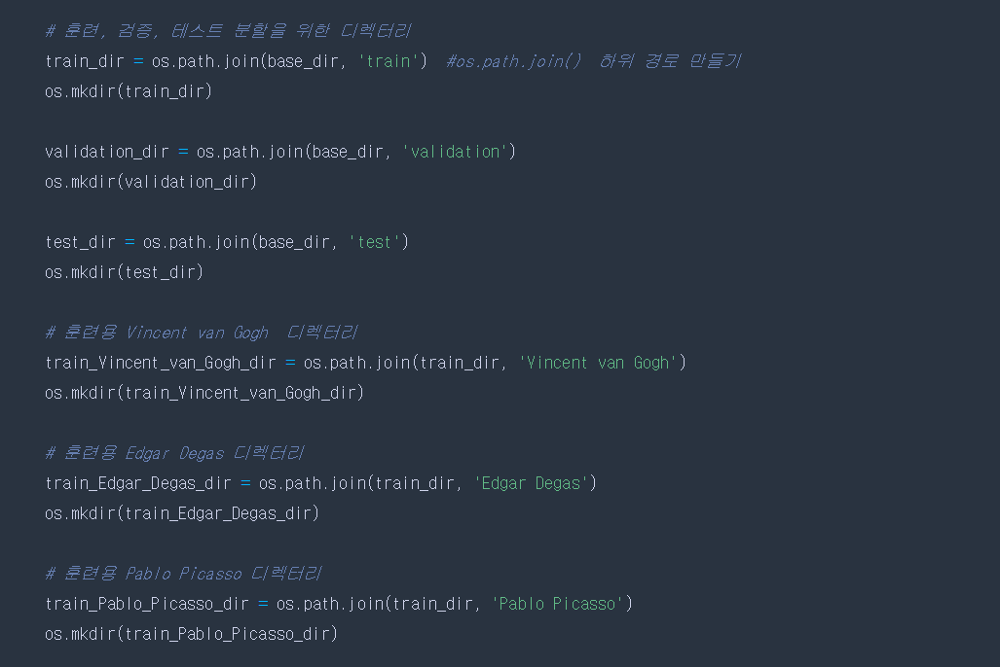 # 훈련, 검증, 테스트 분할을 위한 디렉터리
train_dir = os.path.join(base_dir, 'train')  #os.path.join()  하위 경로 만들기
os.mkdir(train_dir)
validation_dir = os.path.join(base_dir, 'validation')
os.mkdir(validation_dir)
test_dir = os.path.join(base_dir, 'test')
os.mkdir(test_dir)
# 훈련용 Vincent van Gogh  디렉터리
train_Vincent_van_Gogh_dir = os.path.join(train_dir, 'Vincent van Gogh')
os.mkdir(train_Vincent_van_Gogh_dir)
# 훈련용 Edgar Degas 디렉터리
train_Edgar_Degas_dir = os.path.join(train_dir, 'Edgar Degas')
os.mkdir(train_Edgar_Degas_dir)
# 훈련용 Pablo Picasso 디렉터리
train_Pablo_Picasso_dir = os.path.join(train_dir, 'Pablo Picasso')
os.mkdir(train_Pablo_Picasso_dir)